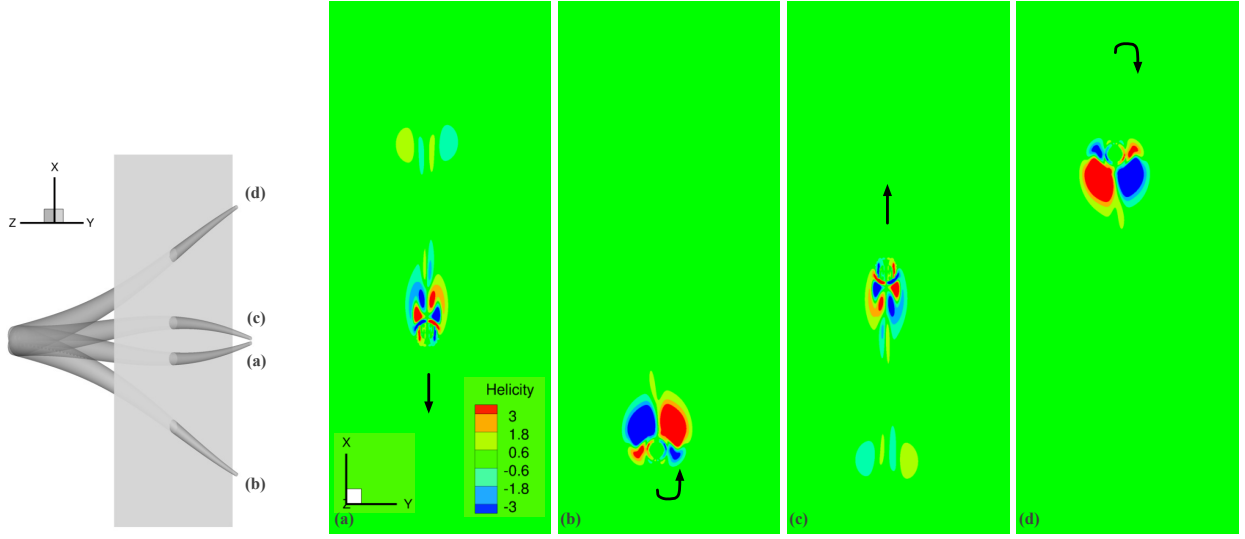 X
Z Y
(d)
(c)
(a)
(b)
Helicity
3
1.8
0.6
-0.6
-1.8
-3
X
Z Y
(a) (b) (c) (d)